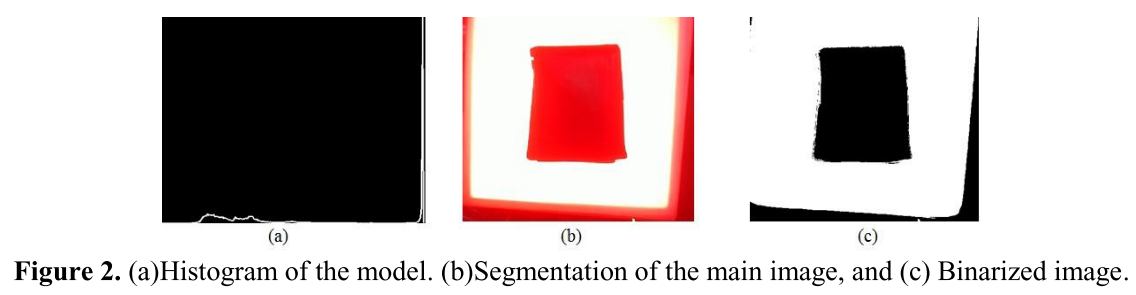 (a) (b) (c)
Figure 2. (a)Histogram of the model. (b)Segmentation of the main image, and (c) Binarized image.